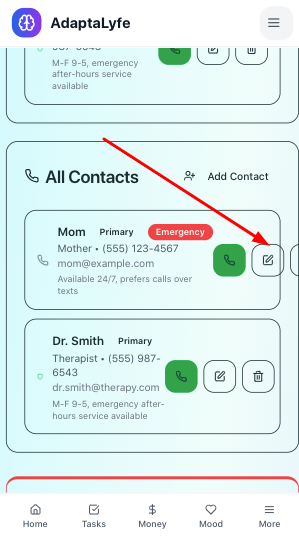 AdaptaLyfe
M-F 9-5, emergency
after-hours service
available
All Contacts
Add Contact
Mom Primary Emergency
Mother • (555) 123-4567
mom@example.com
Available 24/7, prefers calls over
texts
Dr. Smith Primary
Therapist • (555) 987-
6543
dr.smith@therapy.com
M-F 9-5, emergency after-
hours service available
Home Tasks Money Mood More